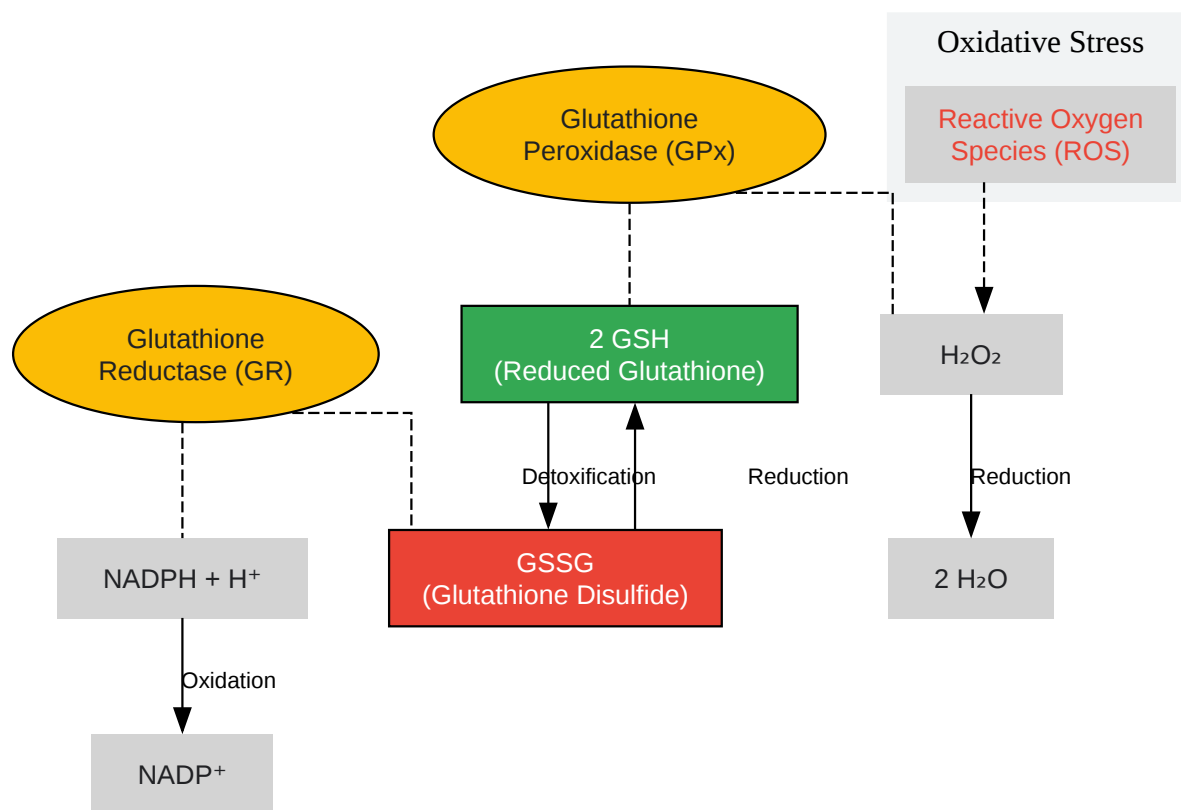 Oxidative Stress
Reactive Oxygen
Species (ROS)
Glutathione
Peroxidase (GPx)
Glutathione
Reductase (GR)
2 GSH
(Reduced Glutathione)
H₂O₂
Detoxification
Reduction
Reduction
NADPH + H⁺
GSSG
(Glutathione Disulfide)
2 H₂O
Oxidation
NADP⁺